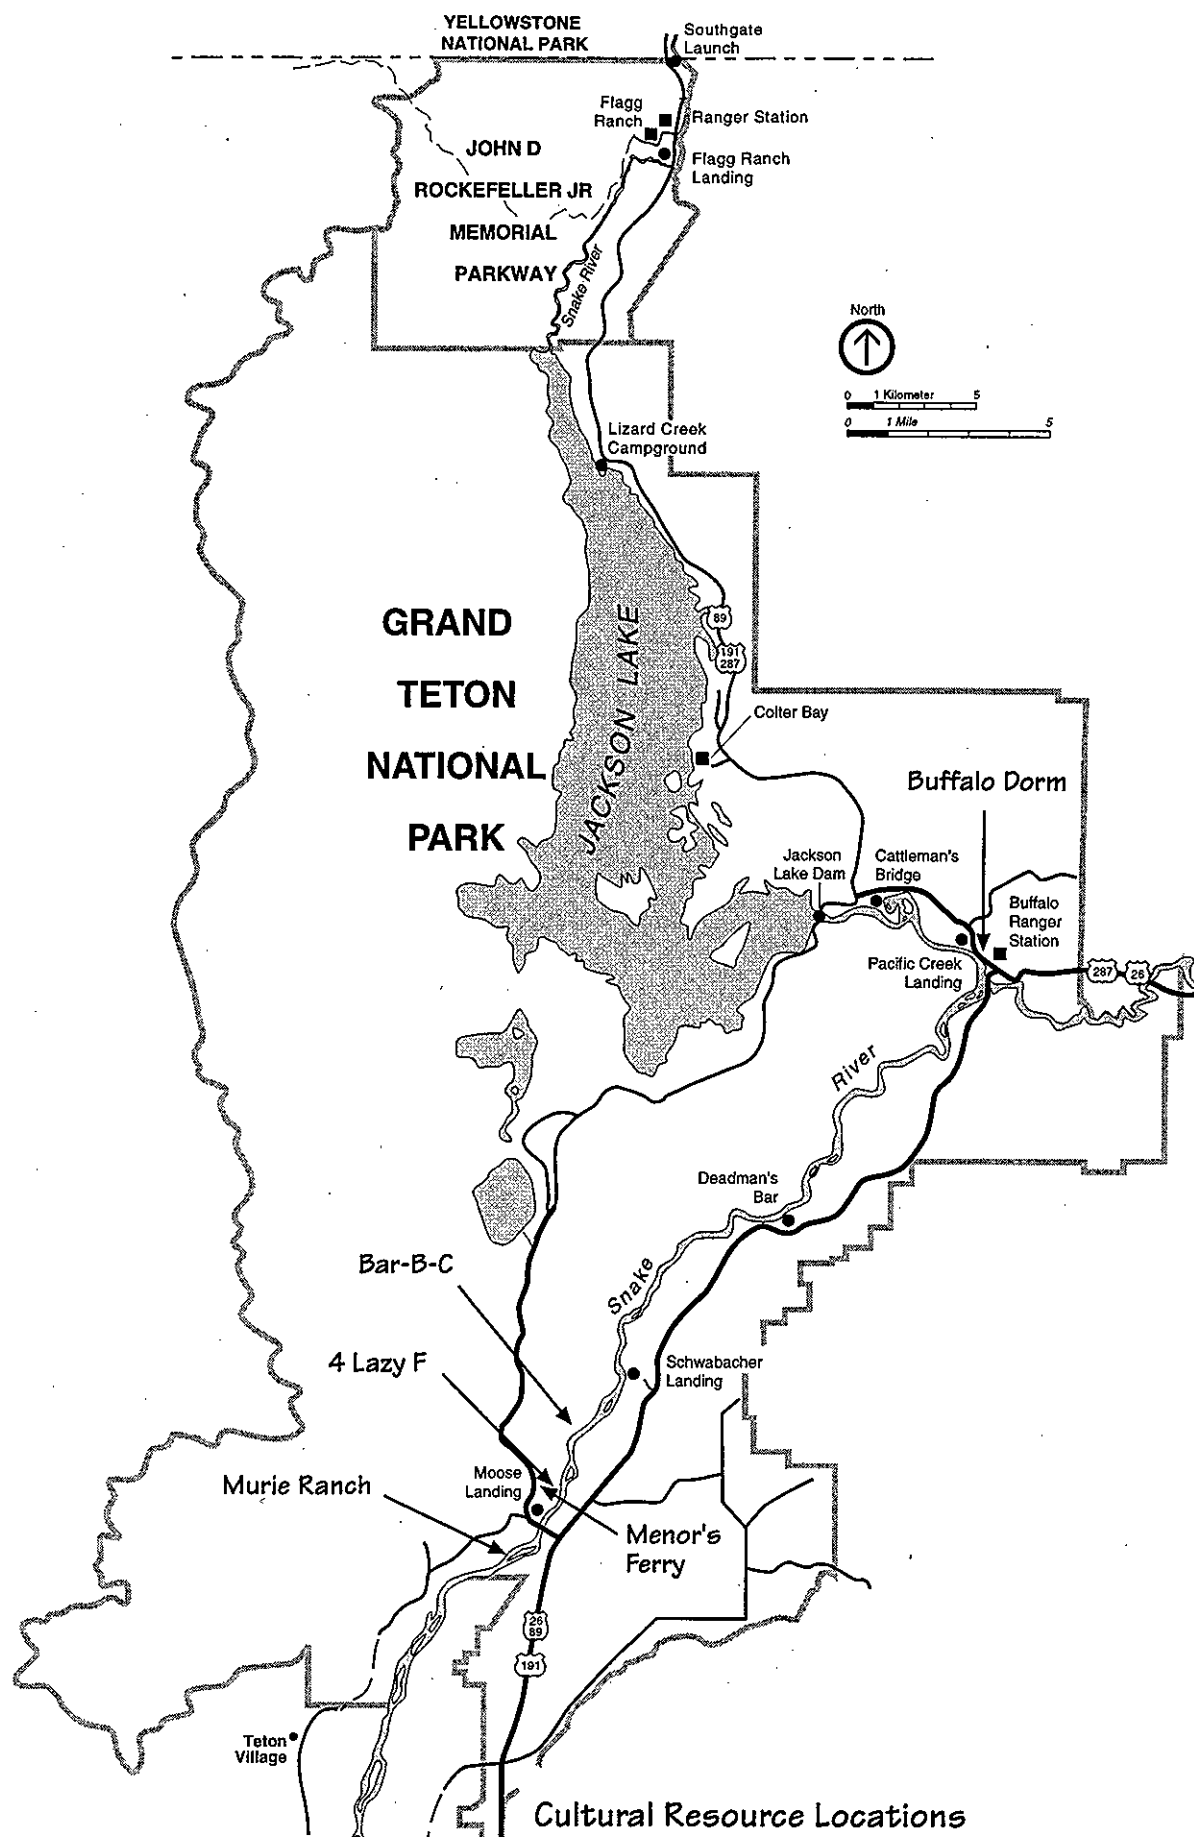 YELLOWSTONE
NATIONAL PARK
Southgate
Launch
Flagg
Ranch
Ranger Station
Flagg Ranch
Landing
JOHN D
ROCKEFELLER JR
MEMORIAL
PARKWAY
Snake River
North
0 1 Kilometer 5
0 1 Mile 5
Lizard Creek
Campground
GRAND
TETON
NATIONAL
PARK
JACKSON LAKE
89
191
287
Colter Bay
Buffalo Dorm
Jackson
Lake Dam
Cattleman's
Bridge
Buffalo
Ranger
Station
Pacific Creek
Landing
287
26
Snake River
Deadman's
Bar
Bar-B-C
4 Lazy F
Schwabacher
Landing
Murie Ranch
Moose
Landing
Menor's
Ferry
26
89
191
Teton
Village
Cultural Resource Locations